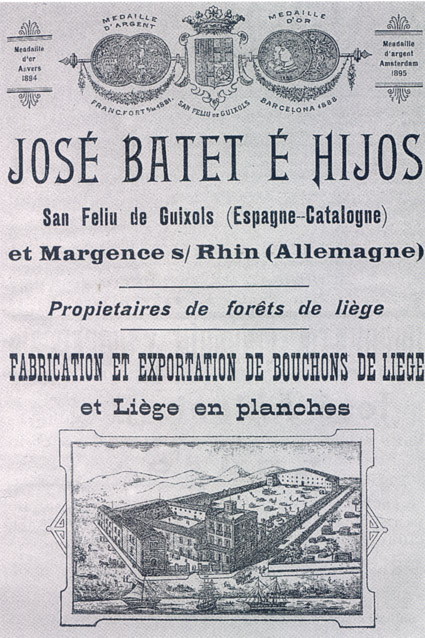 MEDAILLE D'ARGENT
MEDAILLE D'OR
Meadaille
d'or
Anvers
1894
Meadaille
d'argent
Amsterdam
1895
FRANCFORT s/m 1881.
SAN FELIU DE GUIXOLS
BARCELONA 1888
JOSÉ BATET É HIJOS
San Feliu de Guixols (Espagne-Catalogne)
et Margence s/ Rhin (Allemagne)
Propietaires de forêts de liège
FABRICATION ET EXPORTATION DE BOUCHONS DE LIEGE
et Liège en planches